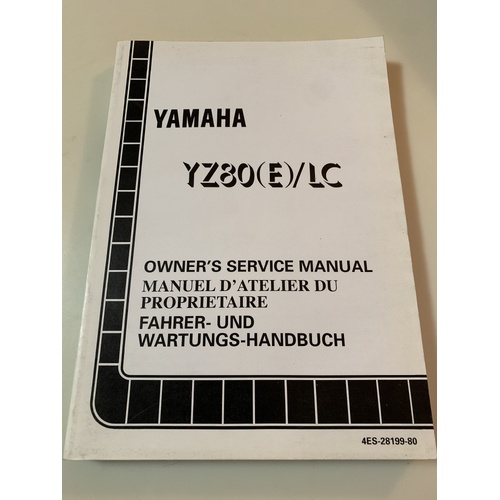 YAMAHA
YZ80(E)/LC
OWNER'S SERVICE MANUAL
MANUEL D'ATELIER DU
PROPRIETAIRE
FAHRER- UND
WARTUNGS-HANDBUCH
4ES-28199-80